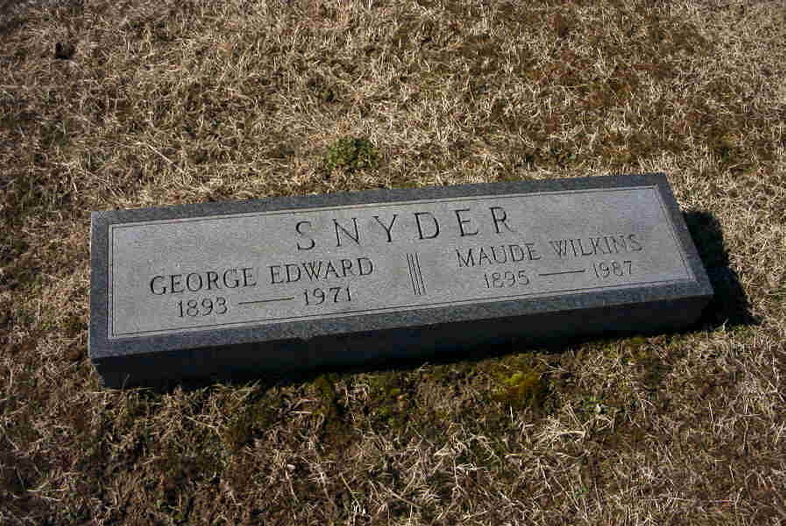 SNYDER
GEORGE EDWARD
1893 — 1971
MAUDE WILKINS
1895 — 1987